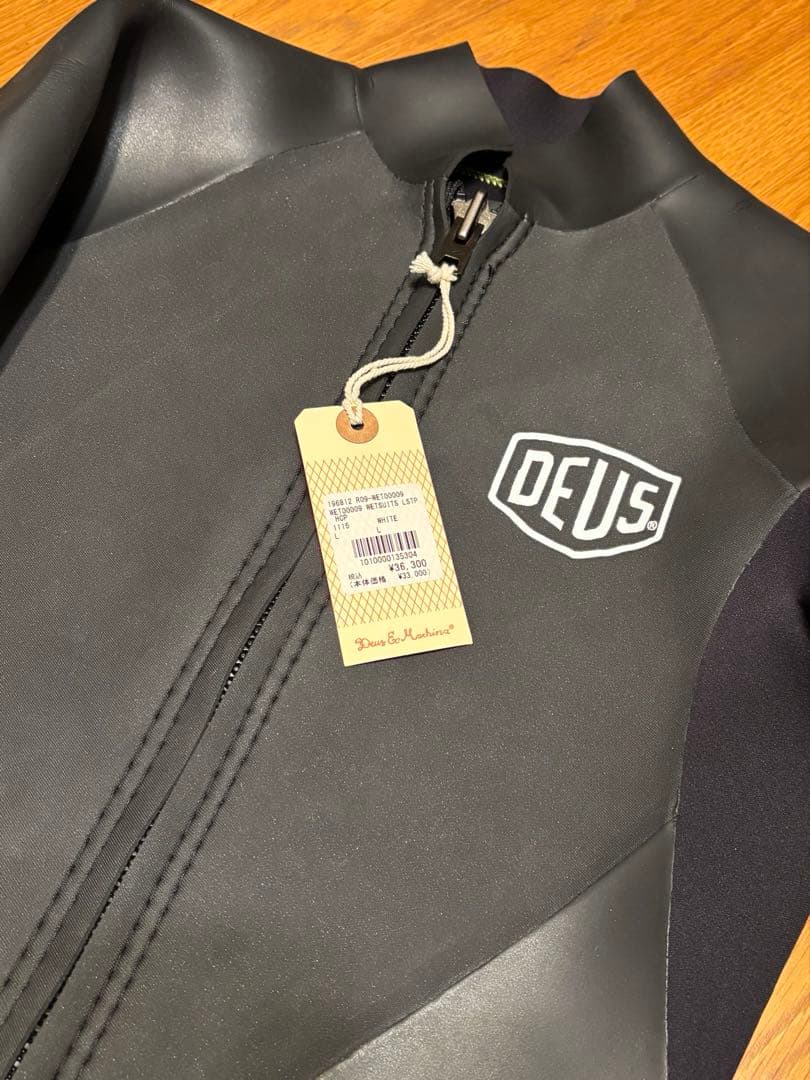 DEUS®
196812 R09-WET00009
WET00009 WETSUITS LSTP
HCP
1115 WHITE
L L
1010000135304
税込 ¥36,300
(本体価格 ¥33,000)
Deus Ex Machina®